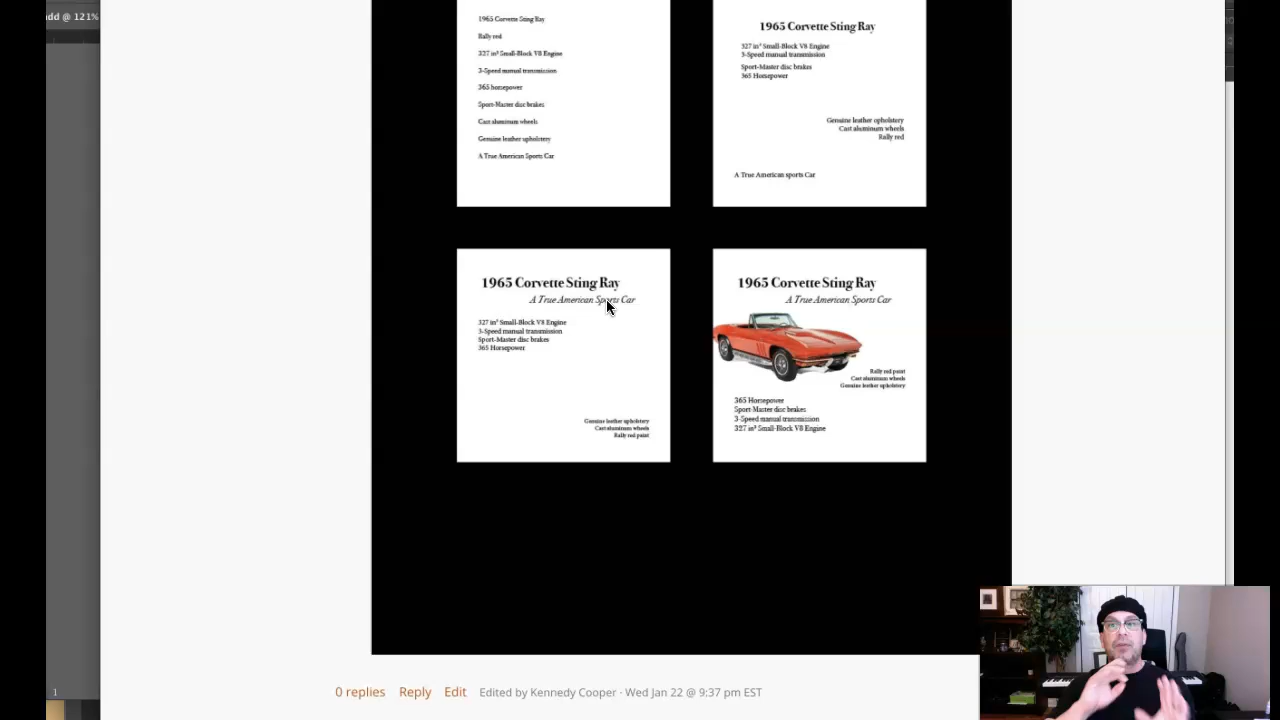 add @ 121%
1965 Corvette Sting Ray
Rally red
327 in³ Small-Block V8 Engine
3-Speed manual transmission
365 horsepower
Sport-Master disc brakes
Cast aluminum wheels
Genuine leather upholstery
A True American Sports Car
1965 Corvette Sting Ray
327 in³ Small-Block V8 Engine
3-Speed manual transmission
Sport-Master disc brakes
365 Horsepower
Genuine leather upholstery
Cast aluminum wheels
Rally red
A True American sports Car
1965 Corvette Sting Ray
A True American Sports Car
327 in³ Small-Block V8 Engine
3-Speed manual transmission
Sport-Master disc brakes
365 Horsepower
Genuine leather upholstery
Cast aluminum wheels
Rally red paint
1965 Corvette Sting Ray
A True American Sports Car
Rally red paint
Cast aluminum wheels
Genuine leather upholstery
365 Horsepower
Sport-Master disc brakes
3-Speed manual transmission
327 in³ Small-Block V8 Engine
1
0 replies Reply Edit Edited by Kennedy Cooper · Wed Jan 22 @ 9:37 pm EST